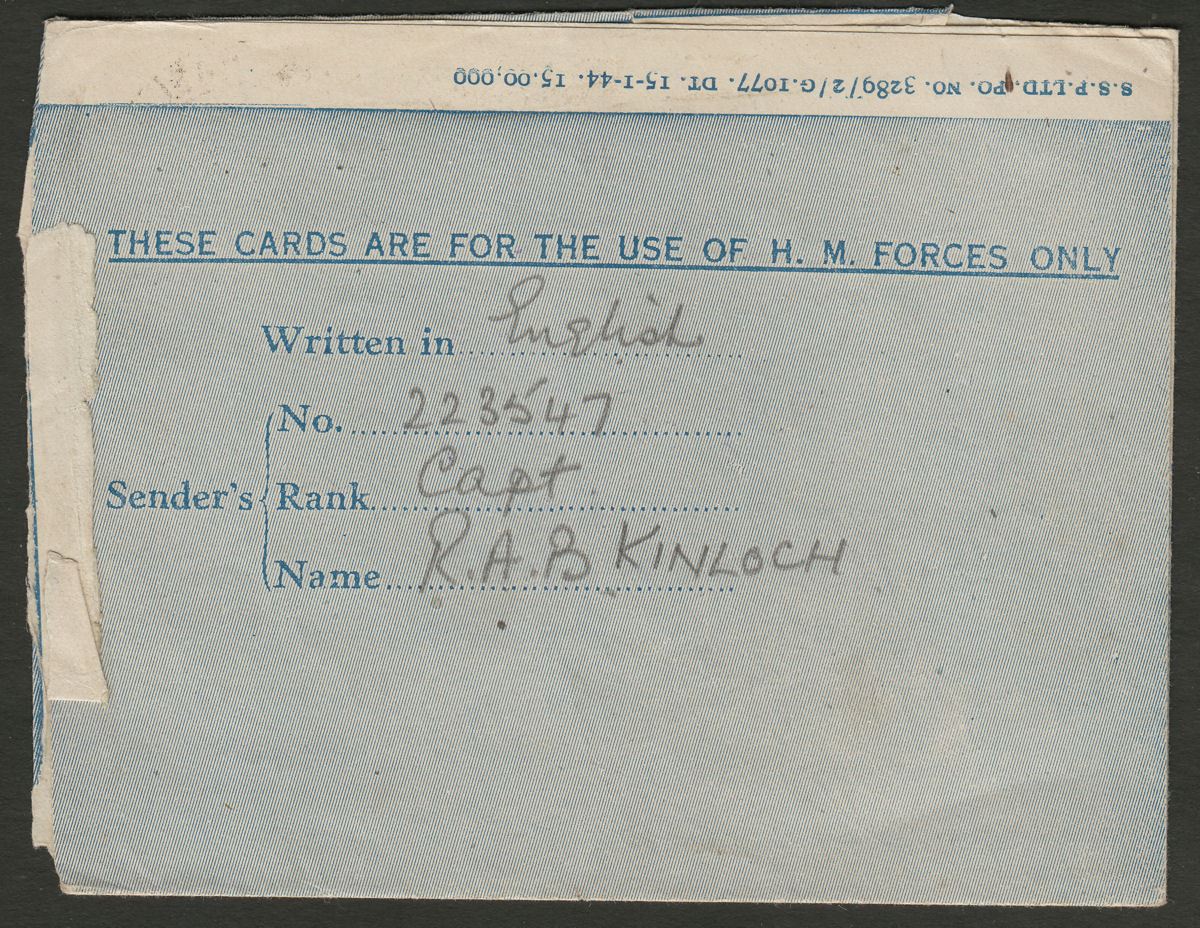 S.S.P.LTD. PO. NO. 3289/2/G.1077. DT. 15-1-44. 15.00,000
THESE CARDS ARE FOR THE USE OF H. M. FORCES ONLY
Written in English
No. 223547
Sender's Rank Capt
Name R.A.B KINLOCH